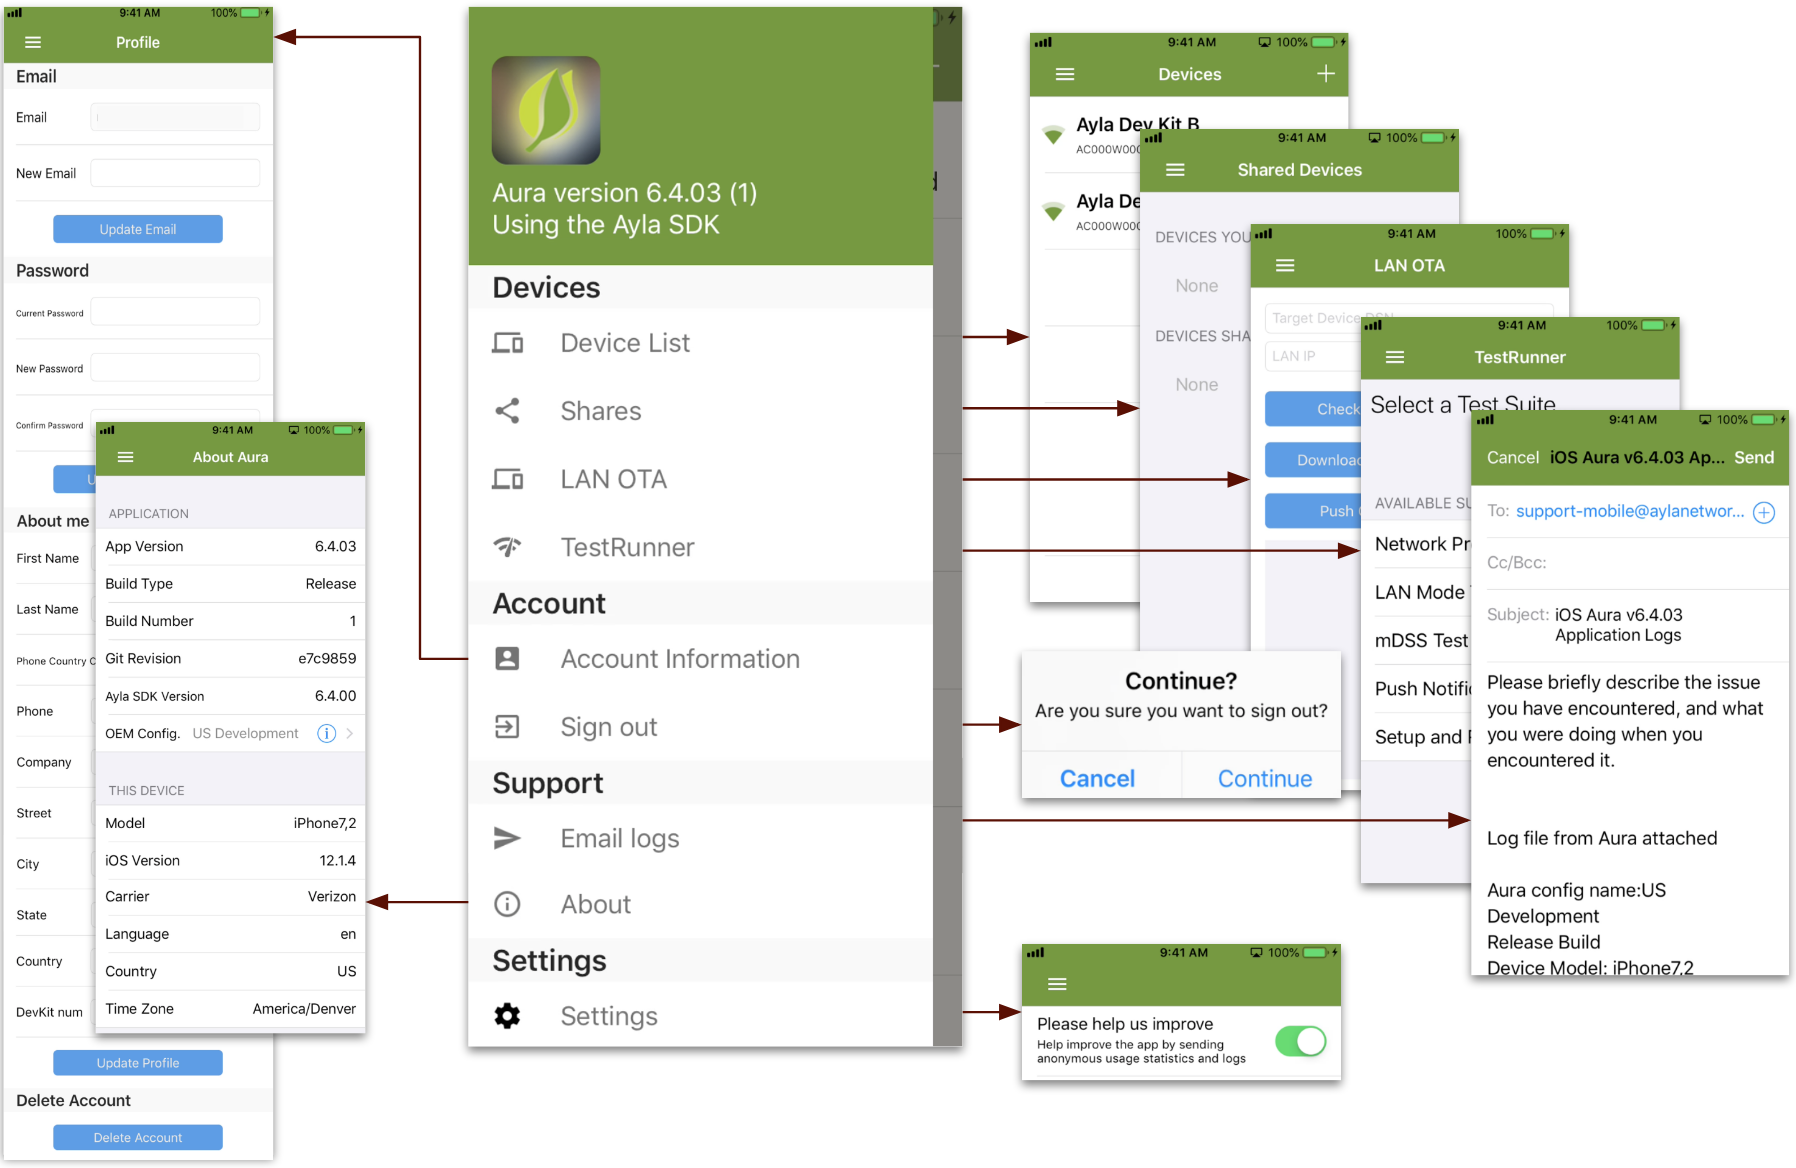 9:41 AM 100%
Profile
Email
Email
New Email
Update Email
Password
Current Password
New Password
Confirm Password
U
About me
First Name
Last Name
Phone Country C
Phone
Company
Street
City
State
Country
DevKit num
Update Profile
Delete Account
Delete Account
9:41 AM 100%
About Aura
APPLICATION
App Version 6.4.03
Build Type Release
Build Number 1
Git Revision e7c9859
Ayla SDK Version 6.4.00
OEM Config. US Development
THIS DEVICE
Model iPhone7,2
iOS Version 12.1.4
Carrier Verizon
Language en
Country US
Time Zone America/Denver
Aura version 6.4.03 (1)
Using the Ayla SDK
Devices
Device List
Shares
LAN OTA
TestRunner
Account
Account Information
Sign out
Support
Email logs
About
Settings
Settings
9:41 AM 100%
Devices
Ayla Dev Kit B
AC000W000
Ayla De
AC000W000
9:41 AM 100%
Shared Devices
DEVICES YOU
None
DEVICES SHA
None
9:41 AM 100%
LAN OTA
Target Device DSN
LAN IP
Check
Download
Push
9:41 AM 100%
TestRunner
Select a Test Suite
AVAILABLE SU
Network Pr
LAN Mode
mDSS Test
Push Notifi
Setup and
9:41 AM 100%
Cancel iOS Aura v6.4.03 Ap... Send
To: support-mobile@aylanetwor...
Cc/Bcc:
Subject: iOS Aura v6.4.03
Application Logs
Please briefly describe the issue
you have encountered, and what
you were doing when you
encountered it.
Log file from Aura attached
Aura config name:US
Development
Release Build
Device Model: iPhone7,2
Continue?
Are you sure you want to sign out?
Cancel Continue
9:41 AM 100%
Please help us improve
Help improve the app by sending
anonymous usage statistics and logs